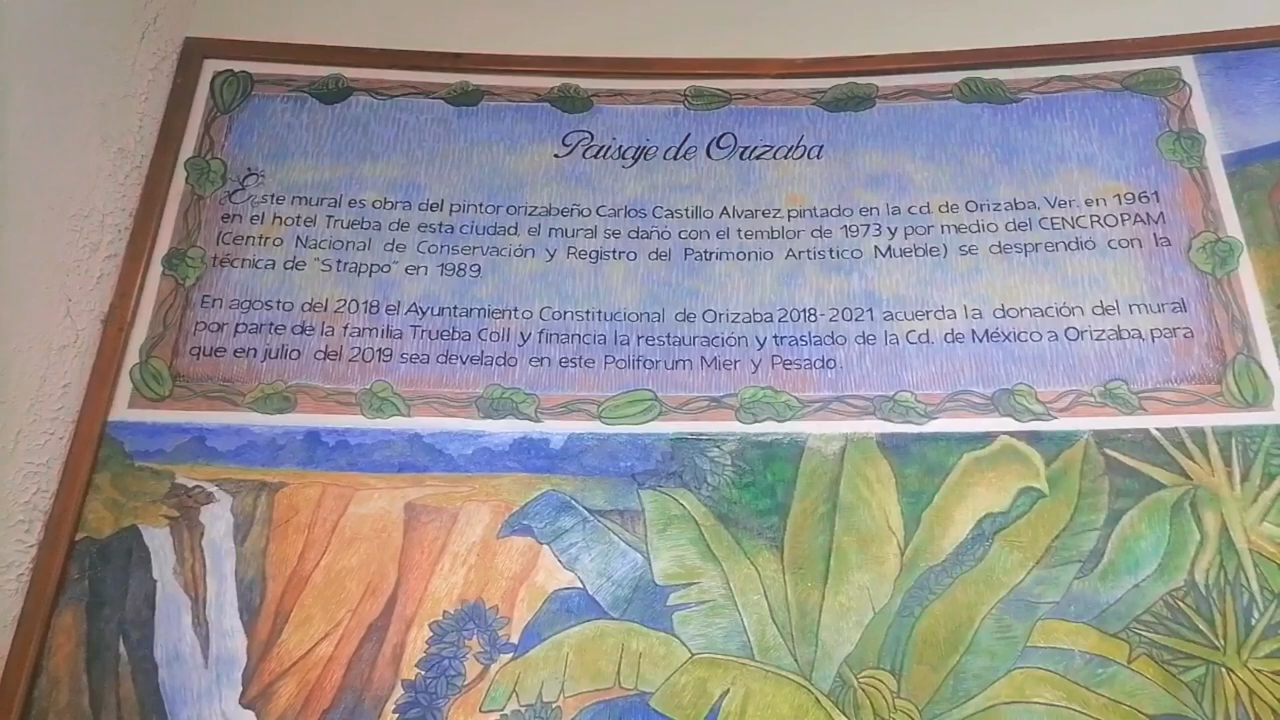 Paisaje de Orizaba
Este mural es obra del pintor orizabeño Carlos Castillo Alvarez pintado en la cd. de Orizaba, Ver. en 1961
en el hotel Trueba de esta ciudad, el mural se dañó con el temblor de 1973 y por medio del CENCROPAM
(Centro Nacional de Conservación y Registro del Patrimonio Artistico Mueble) se desprendió con la
técnica de "Strappo" en 1989.
En agosto del 2018 el Ayuntamiento Constitucional de Orizaba 2018-2021 acuerda la donación del mural
por parte de la familia Trueba Coll y financia la restauración y traslado de la Cd. de México a Orizaba, para
que en julio del 2019 sea develado en este Poliforum Mier y Pesado.